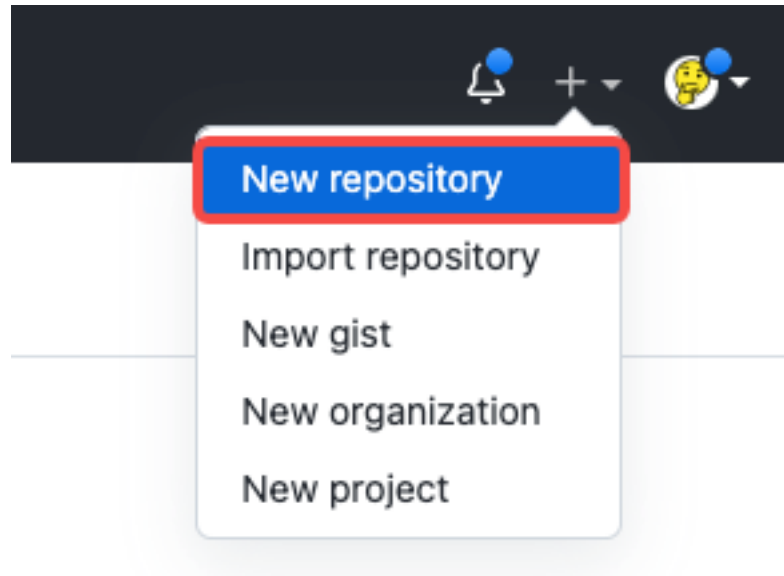 New repository
Import repository
New gist
New organization
New project